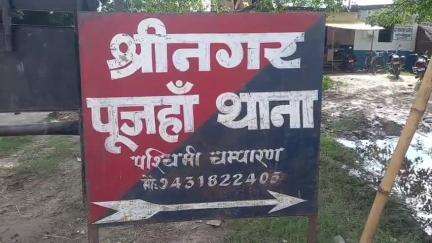 श्रीनगर
पूजहाँ थाना
पश्चिमी चम्पारण
मो॰9431822405